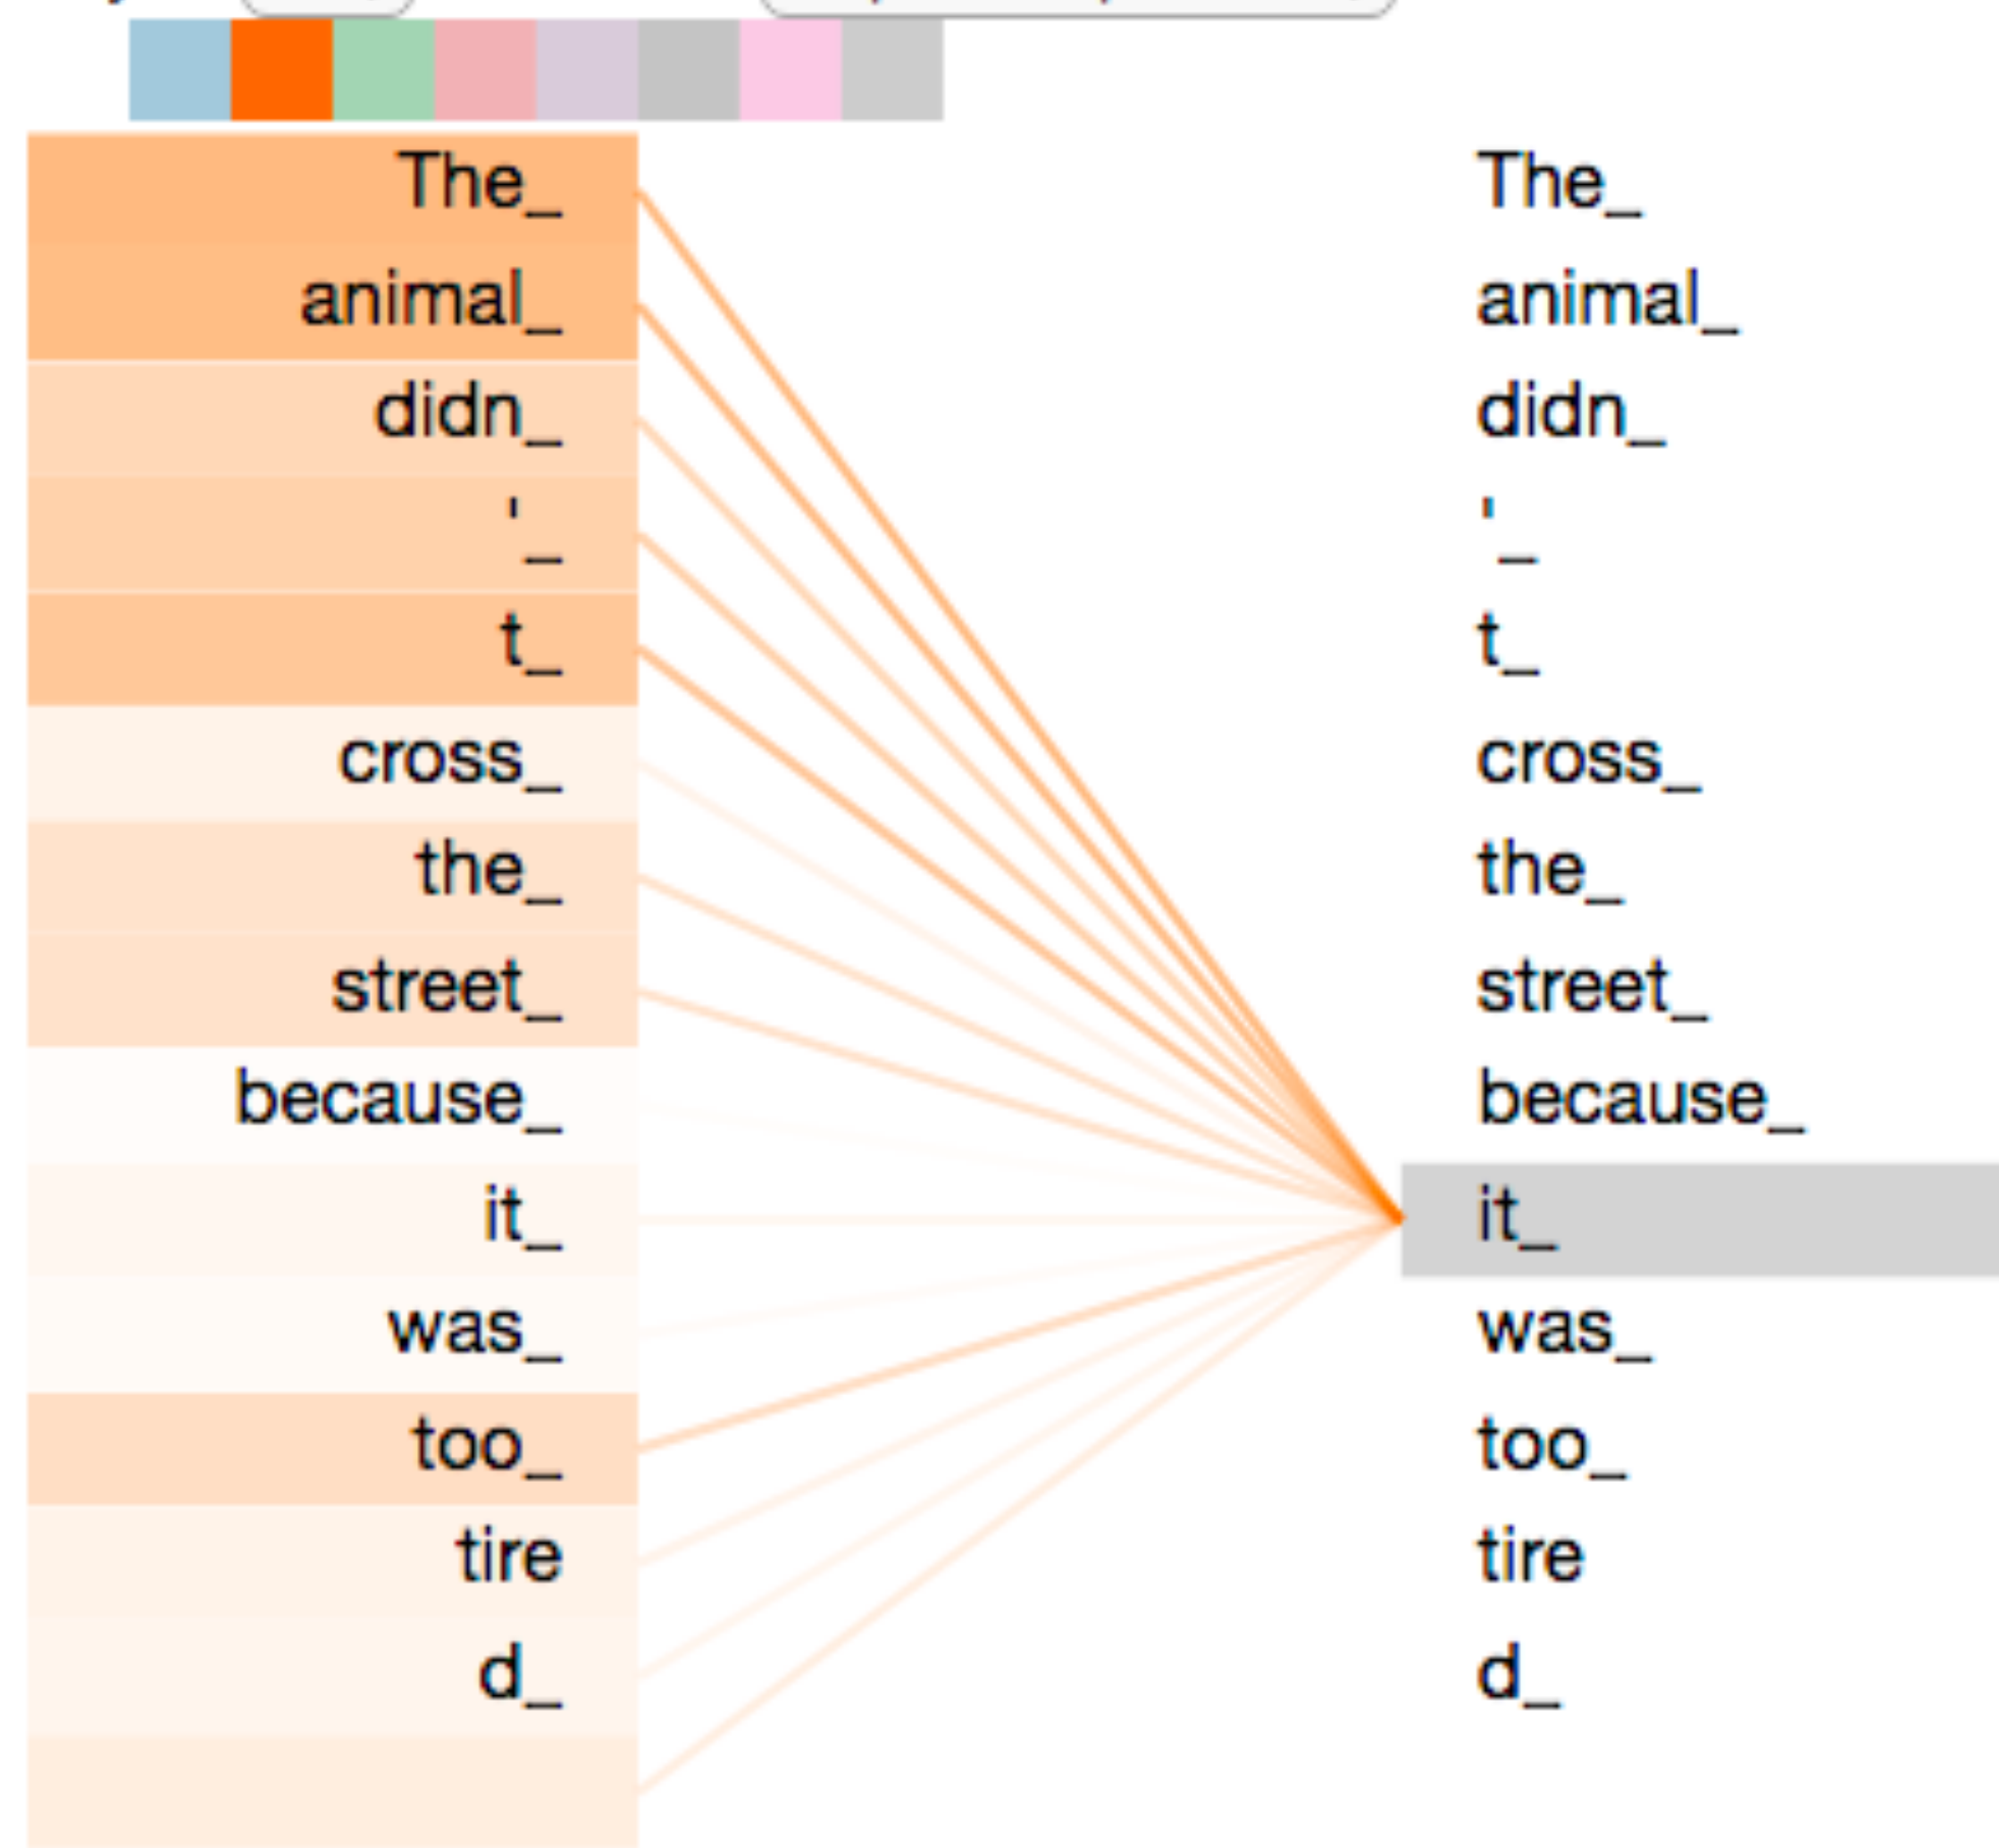 The_ The_
animal_ animal_
didn_ didn_
'_ '_
t_ t_
cross_ cross_
the_ the_
street_ street_
because_ because_
it_ it_
was_ was_
too_ too_
tire tire
d_ d_